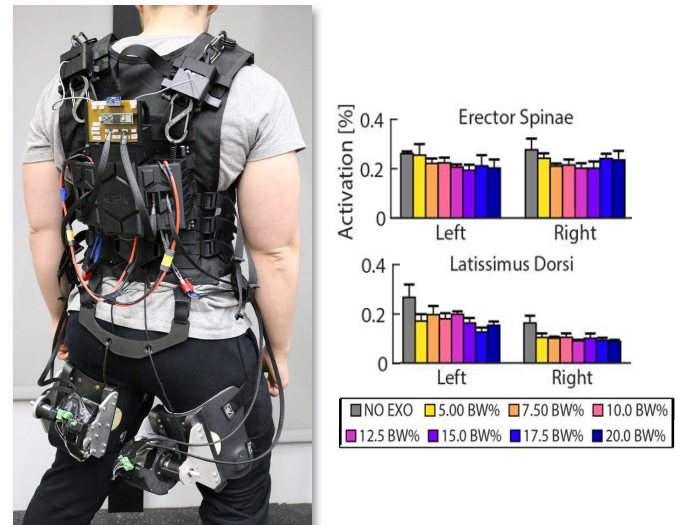 Erector Spinae
Activation [%]
0.4
0.2
0
Left
Right
Latissimus Dorsi
0.4
0.2
0
Left
Right
NO EXO
5.00 BW%
7.50 BW%
10.0 BW%
12.5 BW%
15.0 BW%
17.5 BW%
20.0 BW%